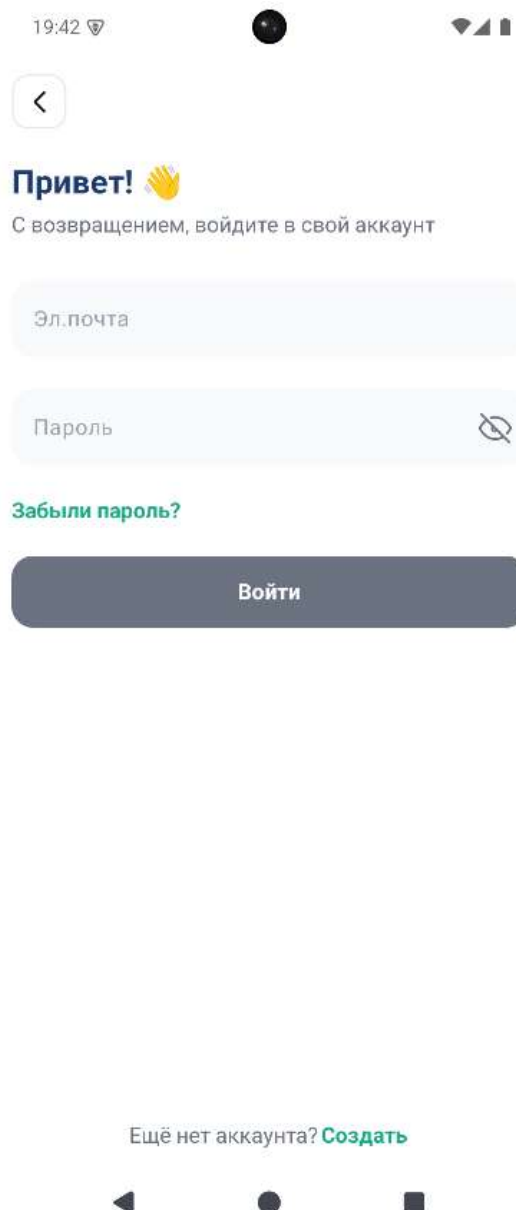 19:42
Привет! 👋
С возвращением, войдите в свой аккаунт
Эл.почта
Пароль
Забыли пароль?
Войти
Ещё нет аккаунта? Создать